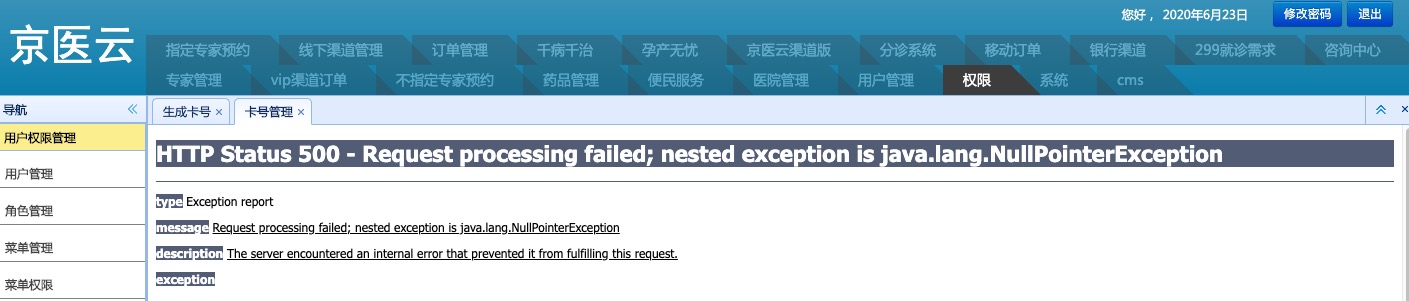 您好， 2020年6月23日 修改密码 退出
京医云
指定专家预约 线下渠道管理 订单管理 千病千治 孕产无忧 京医云渠道版 分诊系统 移动订单 银行渠道 299就诊需求 咨询中心
专家管理 vip渠道订单 不指定专家预约 药品管理 便民服务 医院管理 用户管理 权限 系统 cms
导航
生成卡号 卡号管理
用户权限管理
用户管理
角色管理
菜单管理
菜单权限
HTTP Status 500 - Request processing failed; nested exception is java.lang.NullPointerException
type Exception report
message Request processing failed; nested exception is java.lang.NullPointerException
description The server encountered an internal error that prevented it from fulfilling this request.
exception